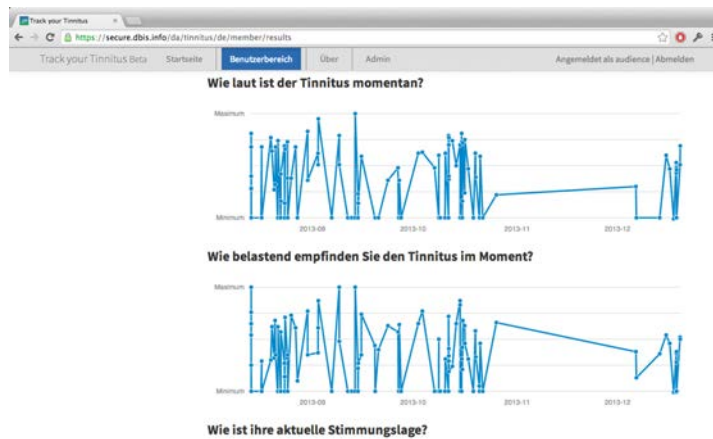 Track your Tinnitus
https://secure.dbis.info/da/tinnitus/de/member/results
Track your Tinnitus Beta Startseite Benutzerbereich Über Admin Angemeldet als audience | Abmelden
Wie laut ist der Tinnitus momentan?
Maximum
Minimum
2013-09 2013-10 2013-11 2013-12
Wie belastend empfinden Sie den Tinnitus im Moment?
Maximum
Minimum
2013-09 2013-10 2013-11 2013-12
Wie ist ihre aktuelle Stimmungslage?